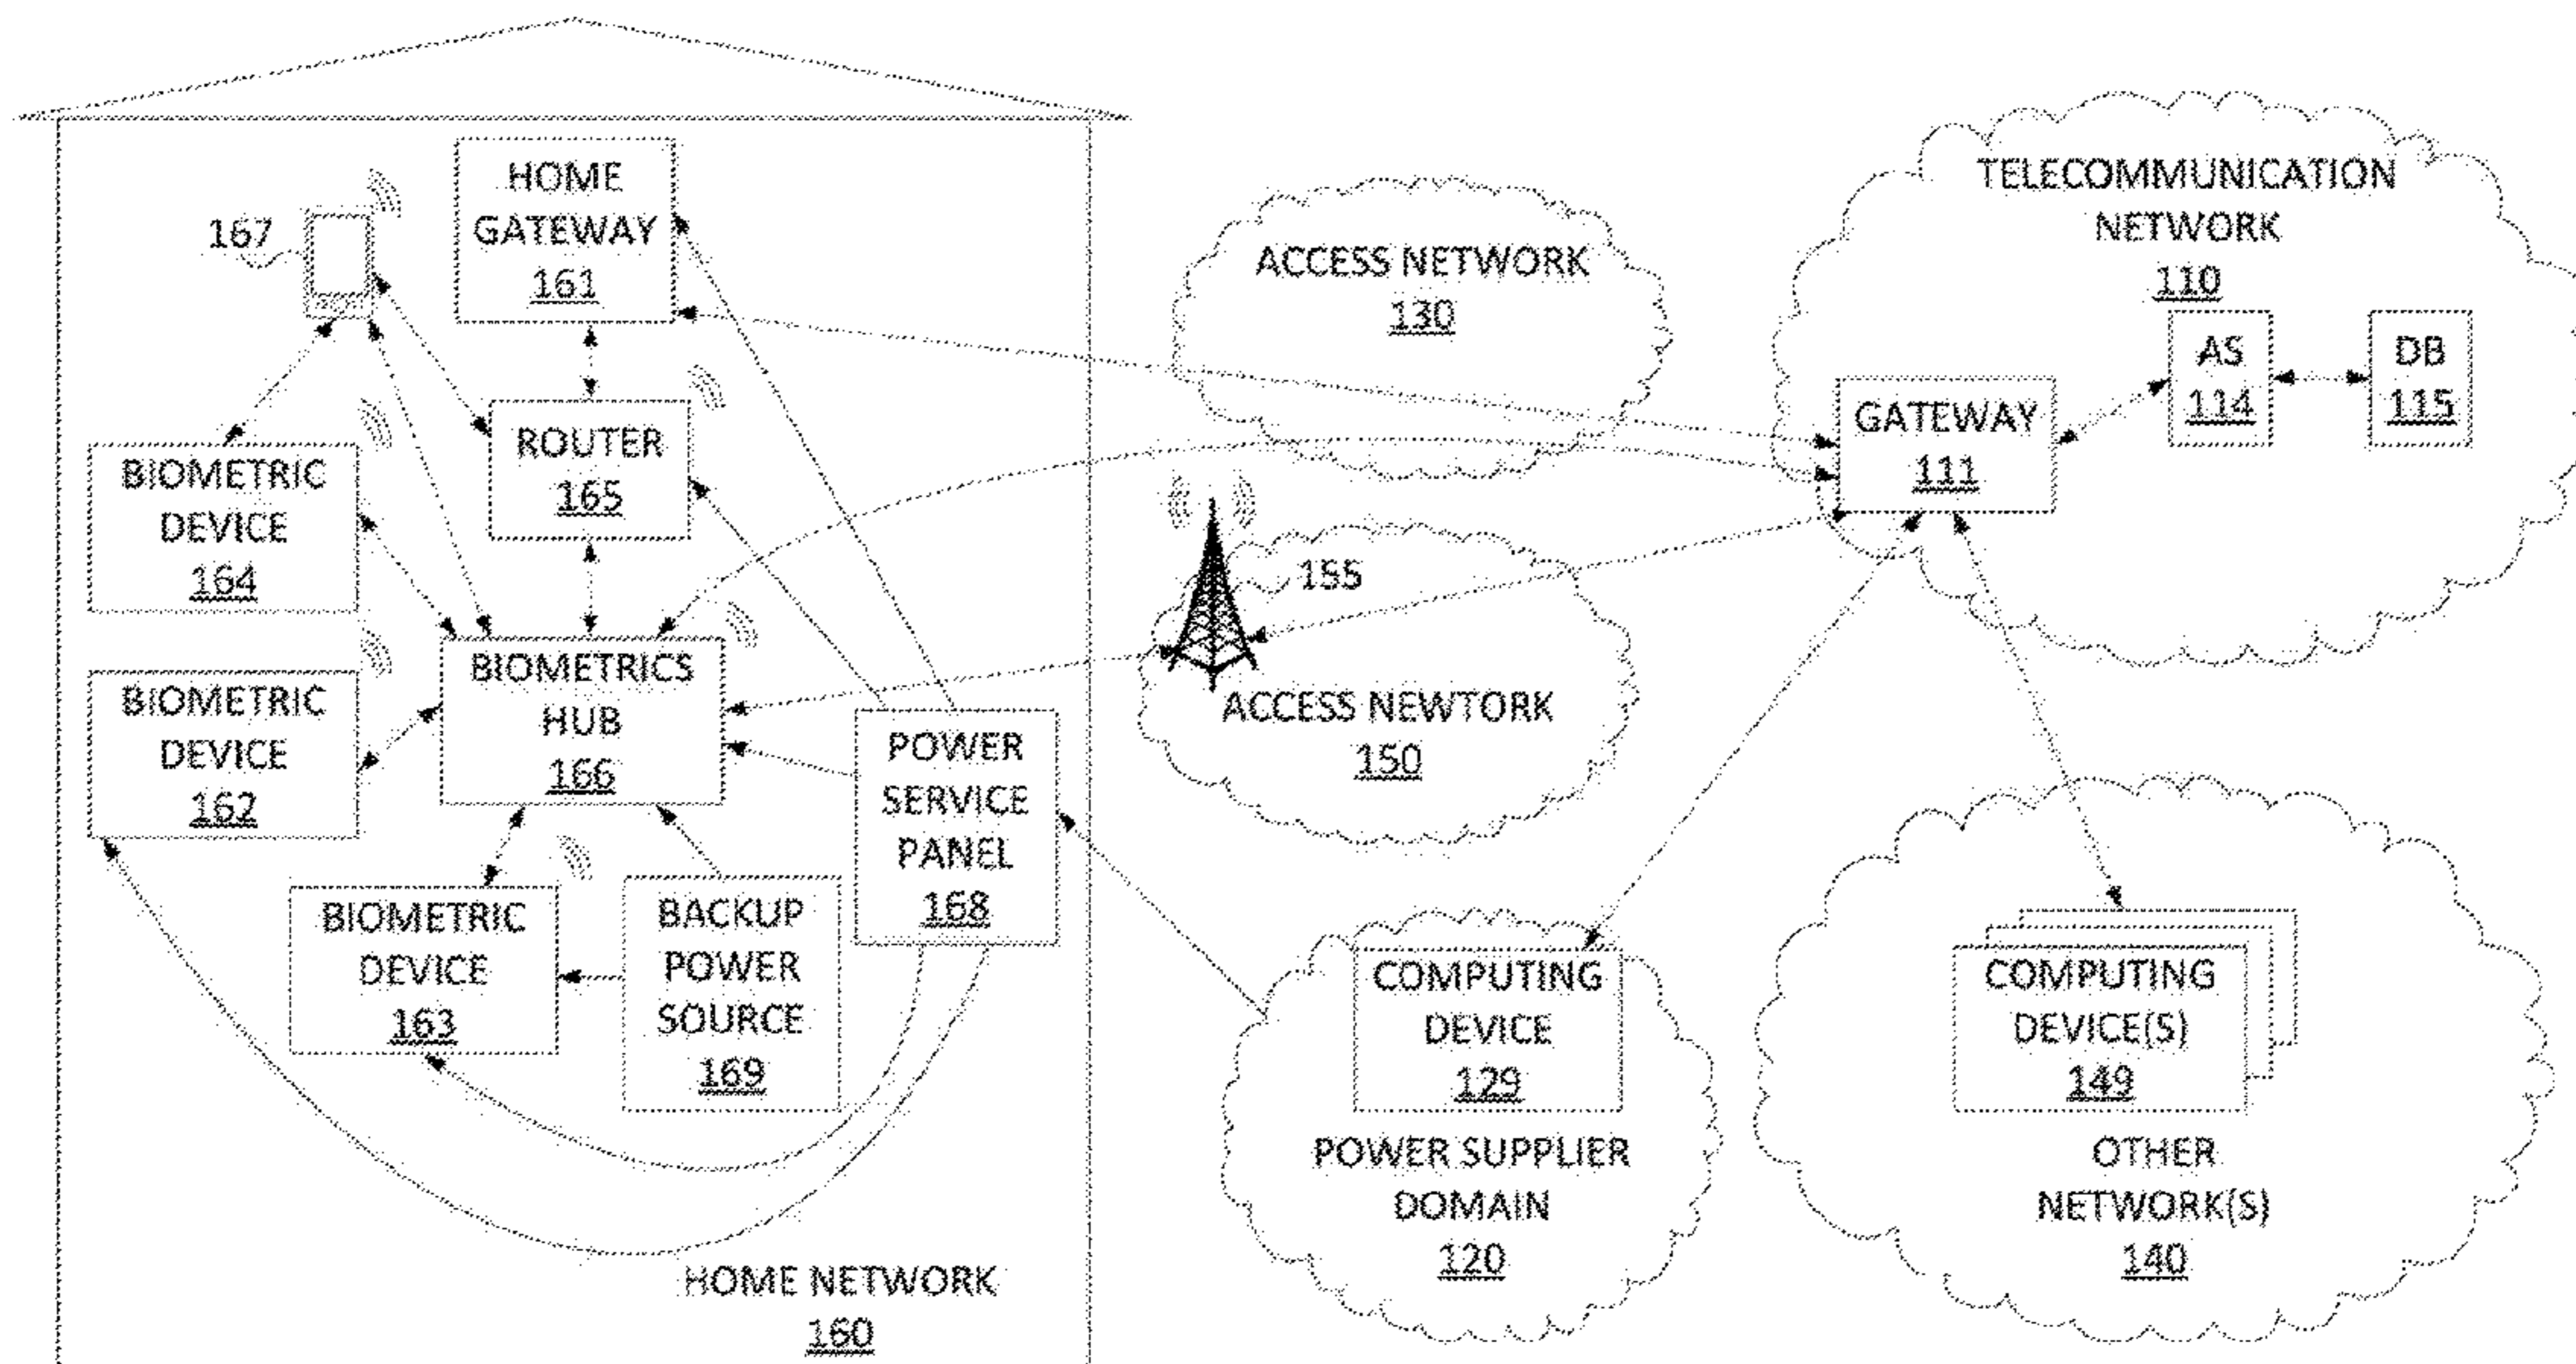 HOME
GATEWAY
161
167
ROUTER
165
BIOMETRIC
DEVICE
164
BIOMETRIC
DEVICE
162
BIOMETRICS
HUB
166
BIOMETRIC
DEVICE
163
BACKUP
POWER
SOURCE
169
POWER
SERVICE
PANEL
168
HOME NETWORK
160
ACCESS NETWORK
130
155
ACCESS NEWTORK
150
COMPUTING
DEVICE
129
POWER SUPPLIER
DOMAIN
120
TELECOMMUNICATION
NETWORK
110
AS
114
DB
115
GATEWAY
111
COMPUTING
DEVICE(S)
149
OTHER
NETWORK(S)
140